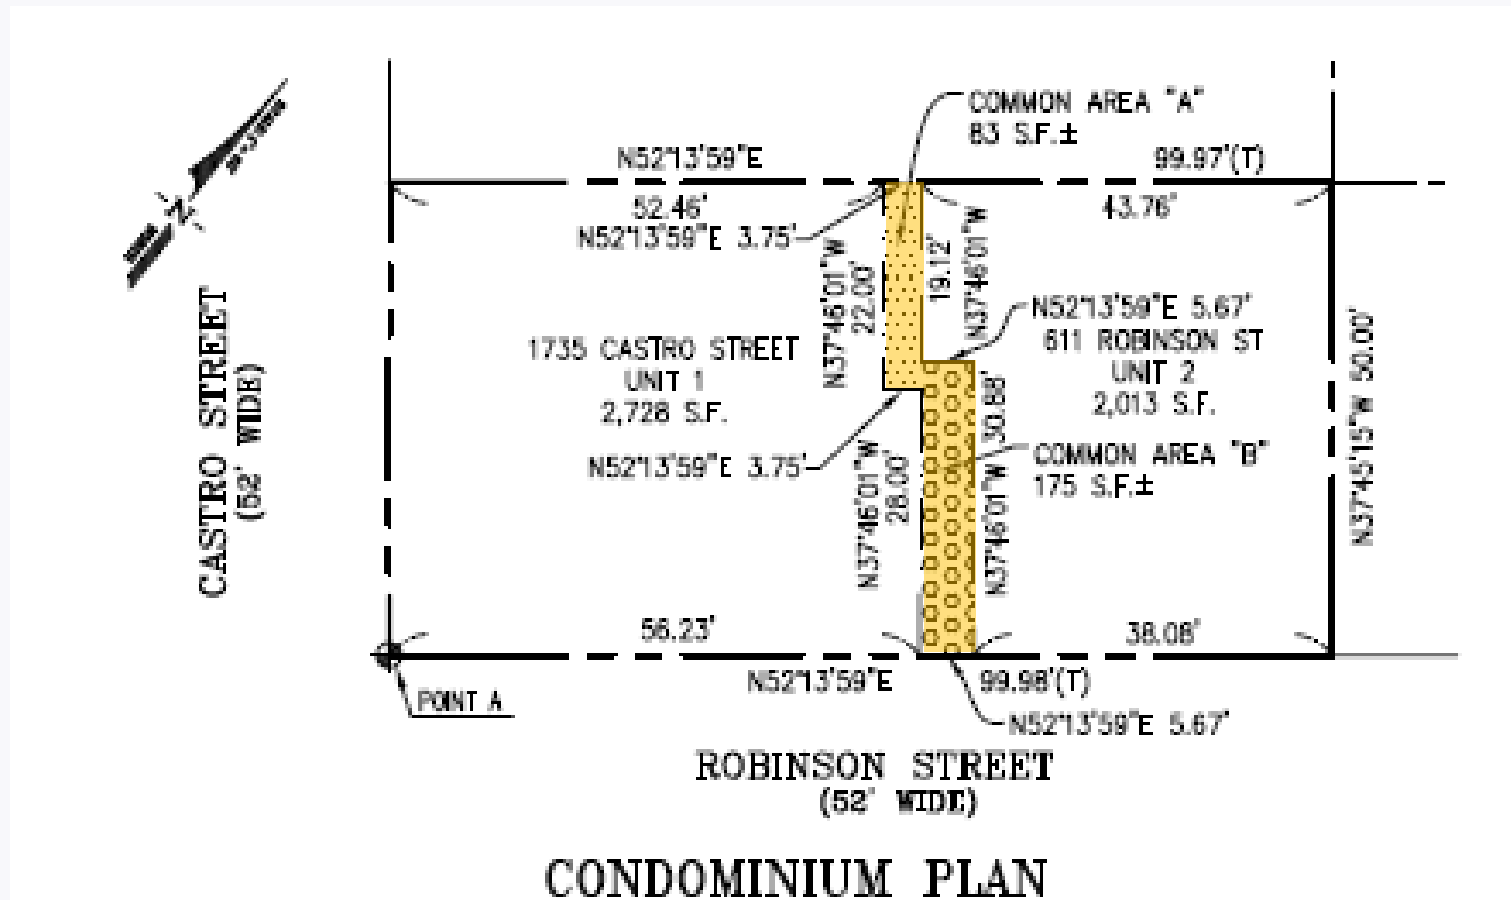 COMMON AREA "A"
83 S.F.±
N52°13'59"E
99.97'(T)
52.46'
43.76'
N52°13'59"E 3.75'
N37°46'01"W
22.00'
19.12'
N37°46'01"W
N52°13'59"E 5.67'
1735 CASTRO STREET
UNIT 1
2,728 S.F.
611 ROBINSON ST
UNIT 2
2,013 S.F.
CASTRO STREET
(52' WIDE)
N37°45'15"W 50.00'
N52°13'59"E 3.75'
N37°46'01"W
28.00'
N37°46'01"W 30.88'
COMMON AREA "B"
175 S.F.±
56.23'
38.08'
N52°13'59"E
99.98'(T)
POINT A
N52°13'59"E 5.67'
ROBINSON STREET
(52' WIDE)
CONDOMINIUM PLAN
N